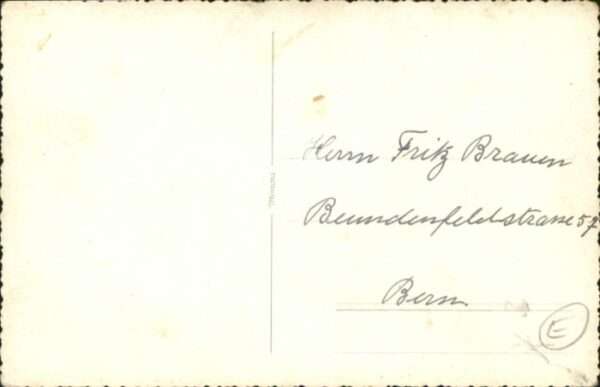 Herrn Fritz Brauen
Beundenfeldstrasse 57
Bern
E